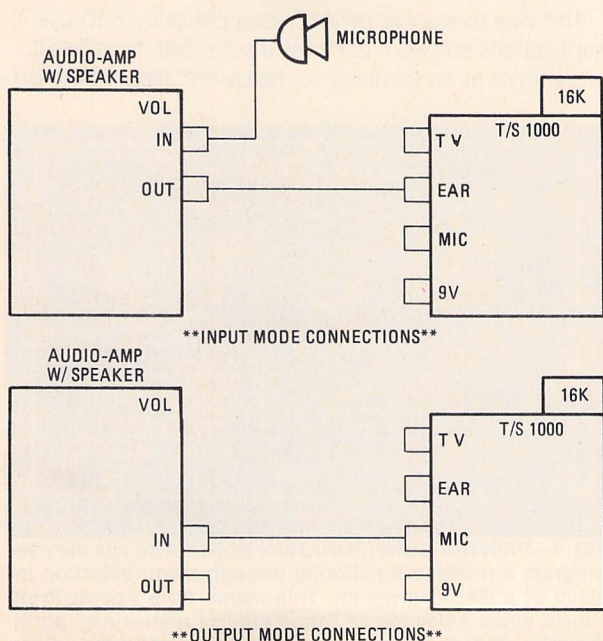 MICROPHONE
AUDIO-AMP
W/ SPEAKER
VOL
IN
OUT
16K
T/S 1000
TV
EAR
MIC
9V
**INPUT MODE CONNECTIONS**
AUDIO-AMP
W/ SPEAKER
VOL
IN
OUT
16K
T/S 1000
TV
EAR
MIC
9V
**OUTPUT MODE CONNECTIONS**